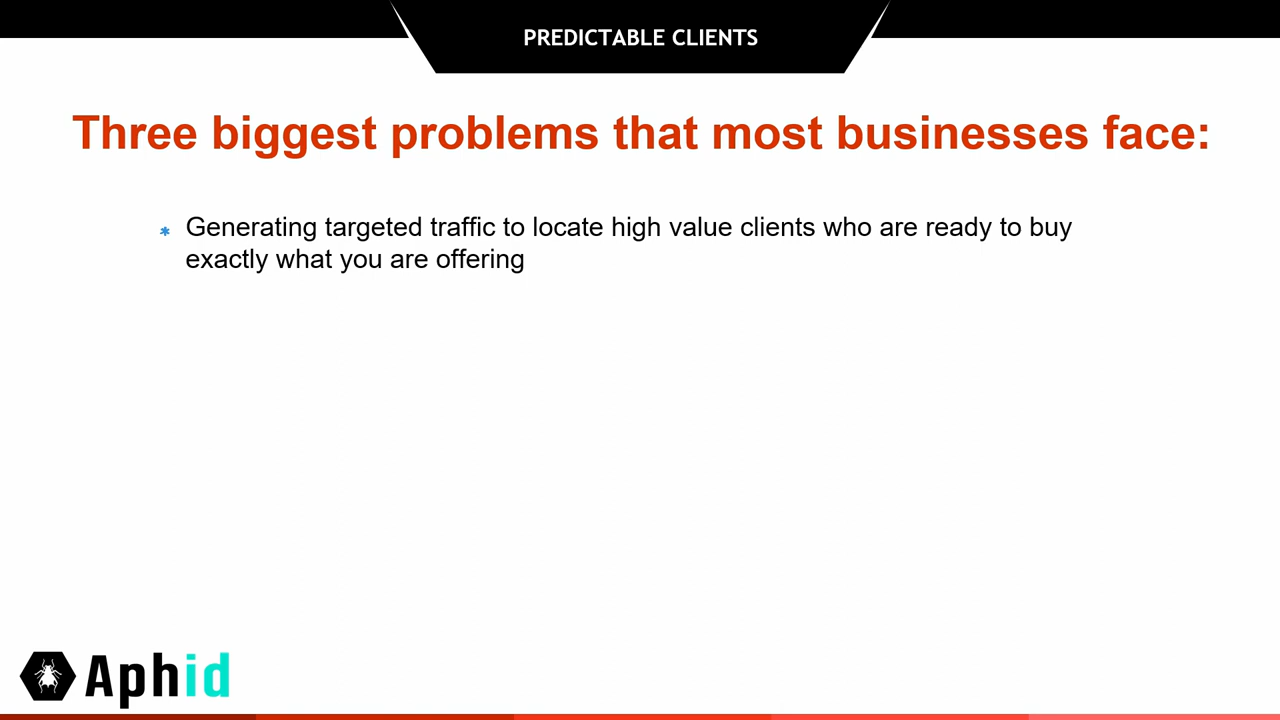 PREDICTABLE CLIENTS
Three biggest problems that most businesses face:
* Generating targeted traffic to locate high value clients who are ready to buy
exactly what you are offering
Aphid